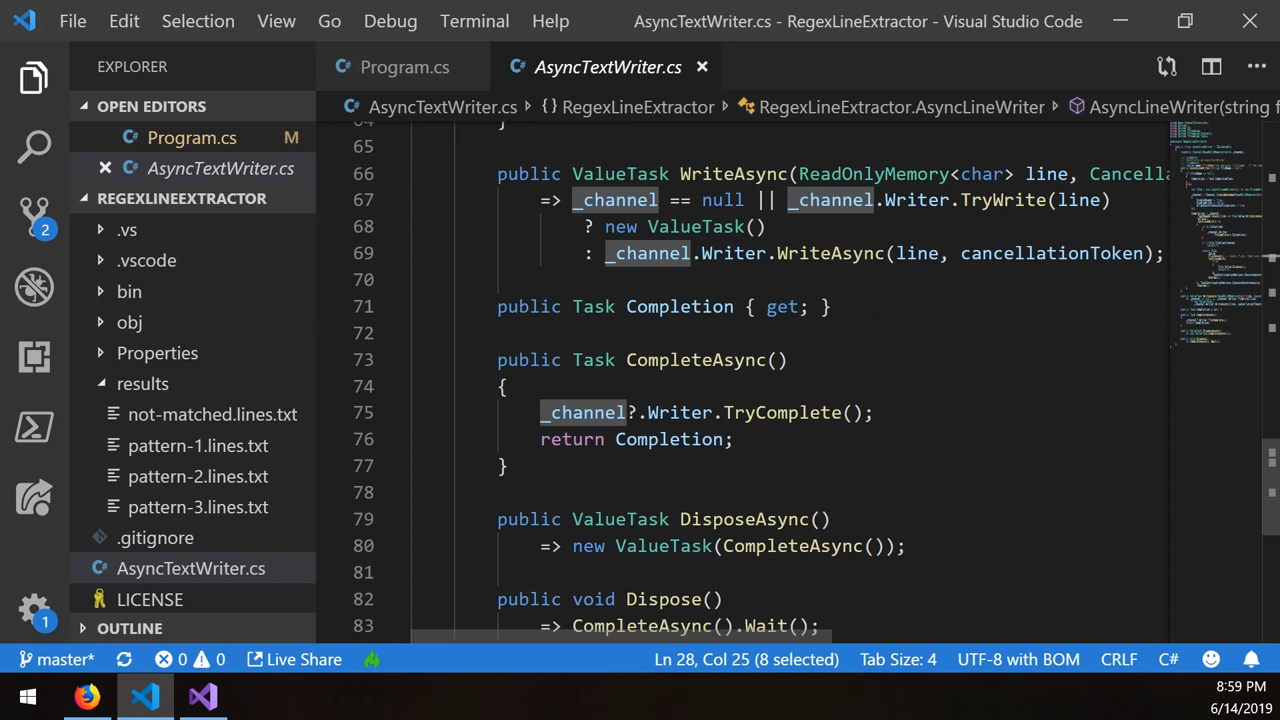 File Edit Selection View Go Debug Terminal Help AsyncTextWriter.cs - RegexLineExtractor - Visual Studio Code
EXPLORER
OPEN EDITORS
Program.cs M
AsyncTextWriter.cs
REGEXLINEEXTRACTOR
.vs
.vscode
bin
obj
Properties
results
not-matched.lines.txt
pattern-1.lines.txt
pattern-2.lines.txt
pattern-3.lines.txt
.gitignore
AsyncTextWriter.cs
LICENSE
OUTLINE
2
1
Program.cs AsyncTextWriter.cs
AsyncTextWriter.cs > {} RegexLineExtractor > RegexLineExtractor.AsyncLineWriter > AsyncLineWriter(string f
64 }
65
66 public ValueTask WriteAsync(ReadOnlyMemory<char> line, Cancella
67 => _channel == null || _channel.Writer.TryWrite(line)
68 ? new ValueTask()
69 : _channel.Writer.WriteAsync(line, cancellationToken);
70
71 public Task Completion { get; }
72
73 public Task CompleteAsync()
74 {
75 _channel?.Writer.TryComplete();
76 return Completion;
77 }
78
79 public ValueTask DisposeAsync()
80 => new ValueTask(CompleteAsync());
81
82 public void Dispose()
83 => CompleteAsync().Wait();
master* 0 0 Live Share Ln 28, Col 25 (8 selected) Tab Size: 4 UTF-8 with BOM CRLF C#
8:59 PM
6/14/2019